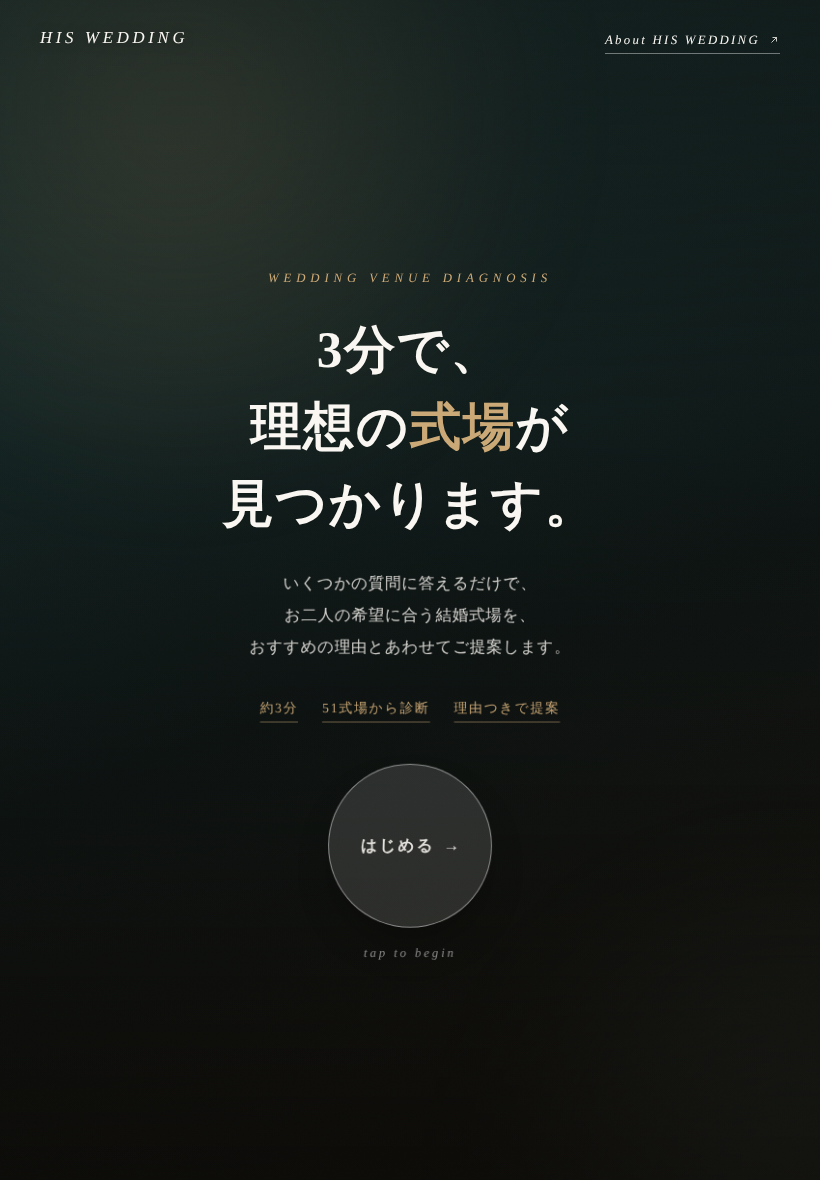 HIS WEDDING
About HIS WEDDING ↗
WEDDING VENUE DIAGNOSIS
3分で、
理想の式場が
見つかります。
いくつかの質問に答えるだけで、
お二人の希望に合う結婚式場を、
おすすめの理由とあわせてご提案します。
約3分 51式場から診断 理由つきで提案
はじめる →
tap to begin